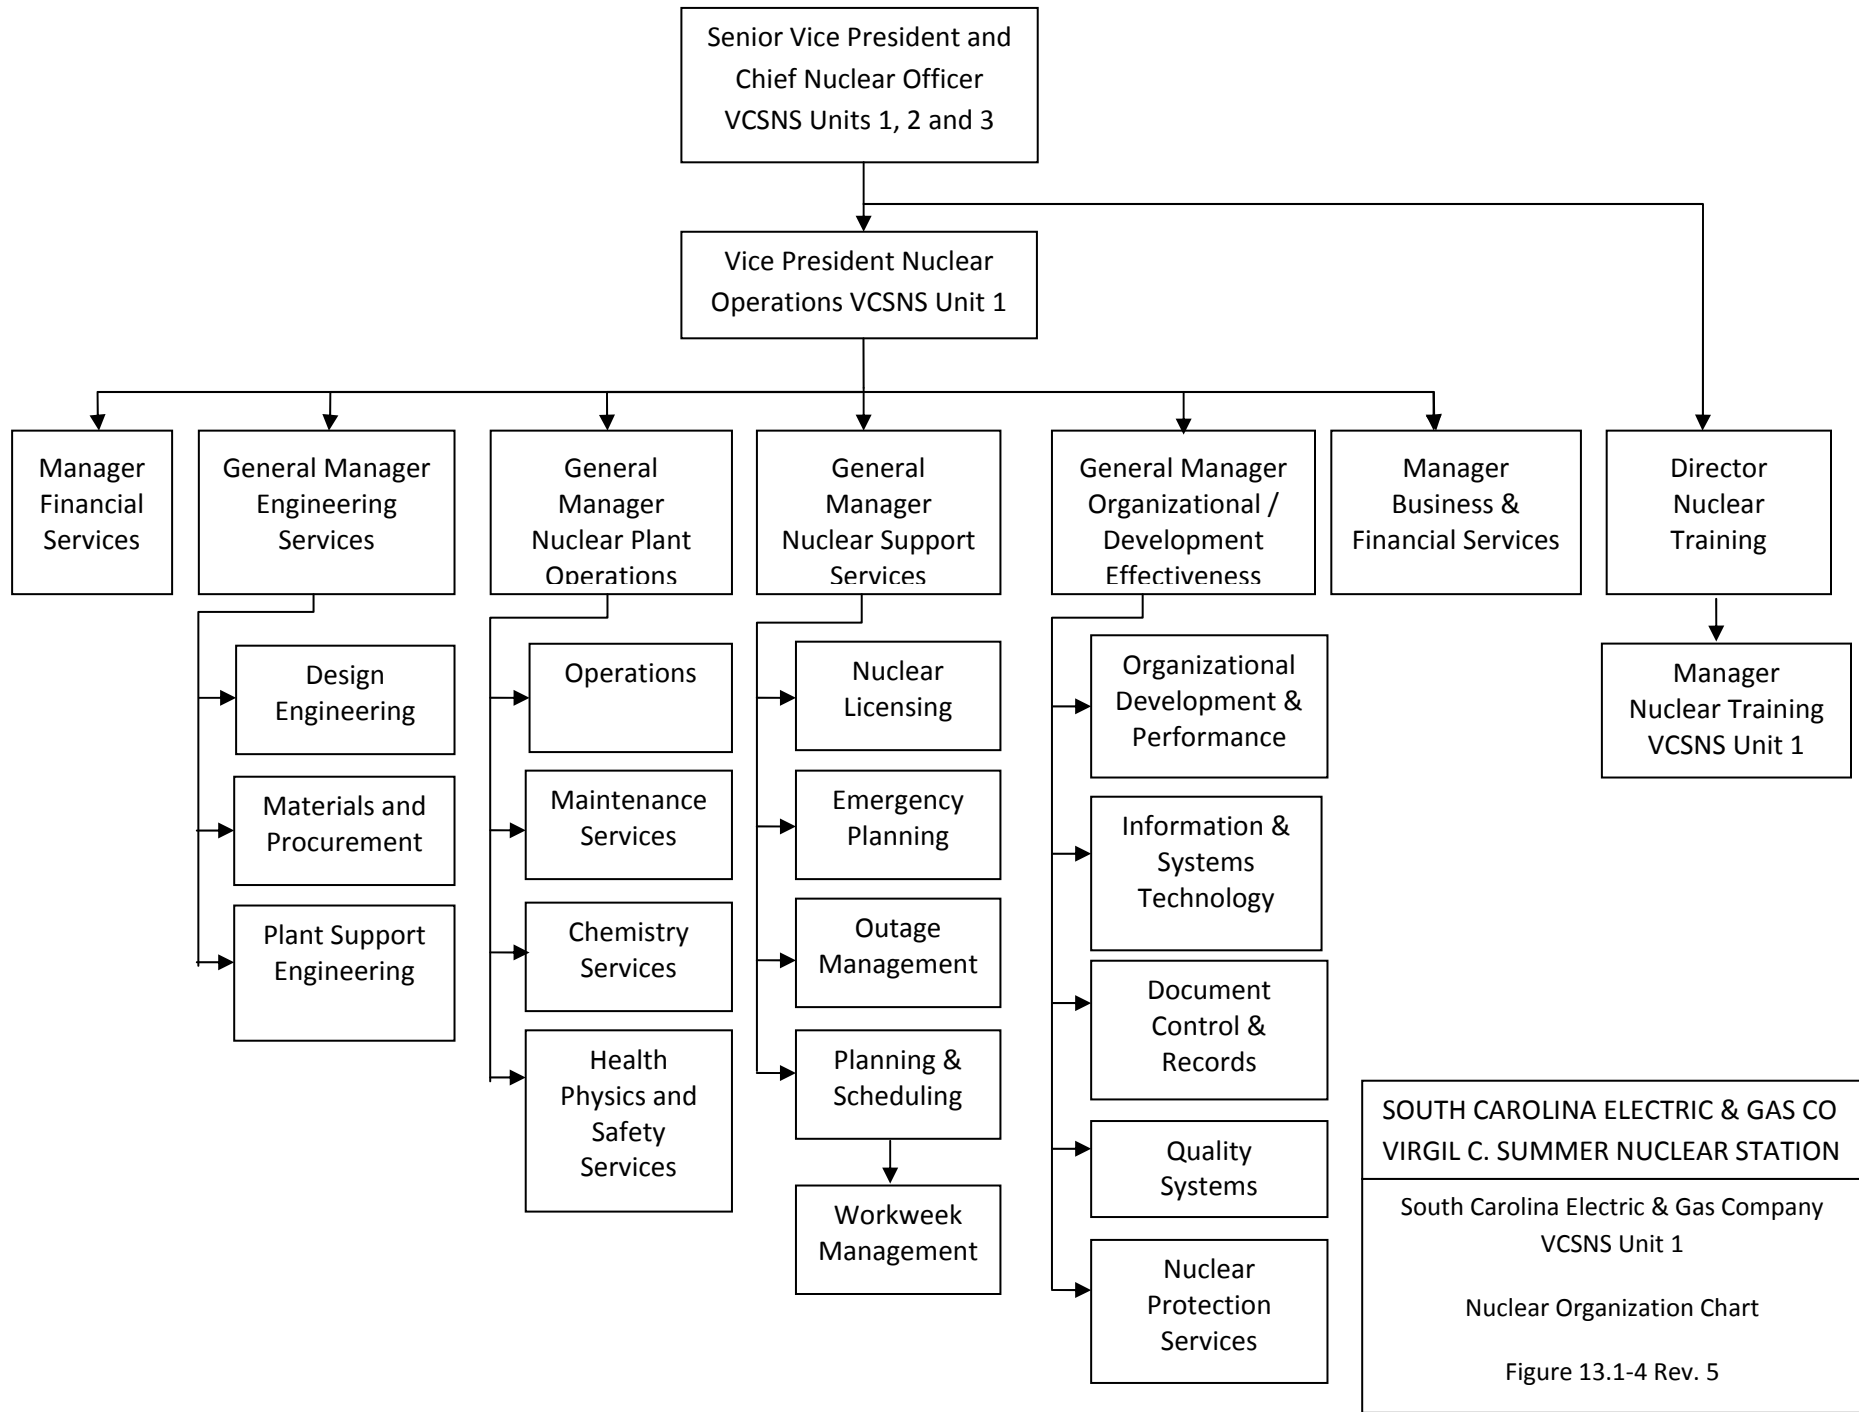 Senior Vice President and
Chief Nuclear Officer
VCSNS Units 1, 2 and 3
Vice President Nuclear
Operations VCSNS Unit 1
Manager
Financial
Services
General Manager
Engineering
Services
General
Manager
Nuclear Plant
Operations
General
Manager
Nuclear Support
Services
General Manager
Organizational /
Development
Effectiveness
Manager
Business &
Financial Services
Director
Nuclear
Training
Design
Engineering
Materials and
Procurement
Plant Support
Engineering
Operations
Maintenance
Services
Chemistry
Services
Health
Physics and
Safety
Services
Nuclear
Licensing
Emergency
Planning
Outage
Management
Planning &
Scheduling
Workweek
Management
Organizational
Development &
Performance
Information &
Systems
Technology
Document
Control &
Records
Quality
Systems
Nuclear
Protection
Services
Manager
Nuclear Training
VCSNS Unit 1
SOUTH CAROLINA ELECTRIC & GAS CO
VIRGIL C. SUMMER NUCLEAR STATION
South Carolina Electric & Gas Company
VCSNS Unit 1
Nuclear Organization Chart
Figure 13.1-4 Rev. 5